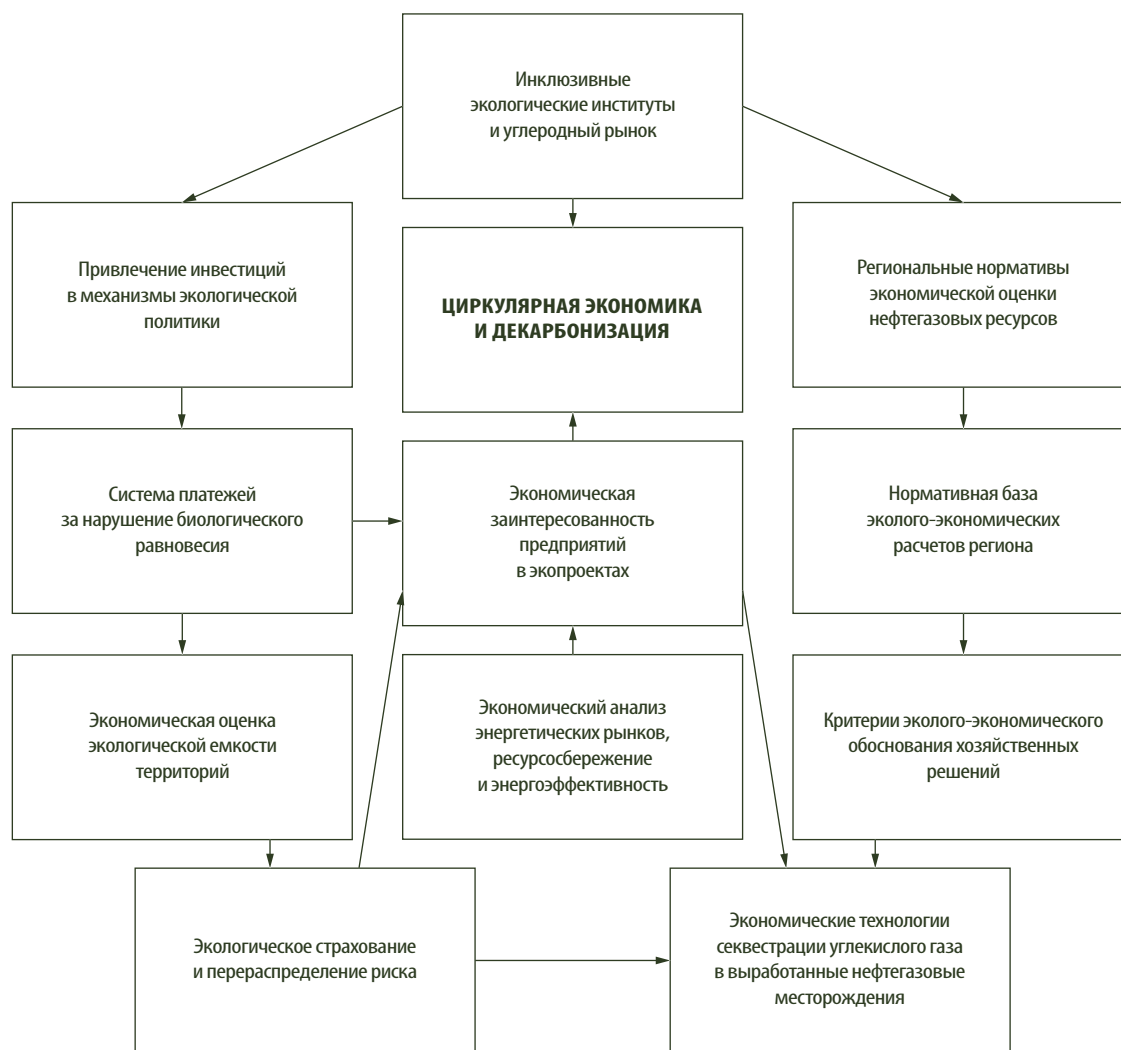 Инклюзивные
экологические институты
и углеродный рынок
Привлечение инвестиций
в механизмы экологической
политики
ЦИРКУЛЯРНАЯ ЭКОНОМИКА
И ДЕКАРБОНИЗАЦИЯ
Региональные нормативы
экономической оценки
нефтегазовых ресурсов
Система платежей
за нарушение биологического
равновесия
Экономическая
заинтересованность
предприятий
в экопроектах
Нормативная база
эколого-экономических
расчетов региона
Экономическая оценка
экологической емкости
территорий
Экономический анализ
энергетических рынков,
ресурсосбережение
и энергоэффективность
Критерии эколого-экономического
обоснования хозяйственных
решений
Экологическое страхование
и перераспределение риска
Экономические технологии
секвестрации углекислого газа
в выработанные нефтегазовые
месторождения